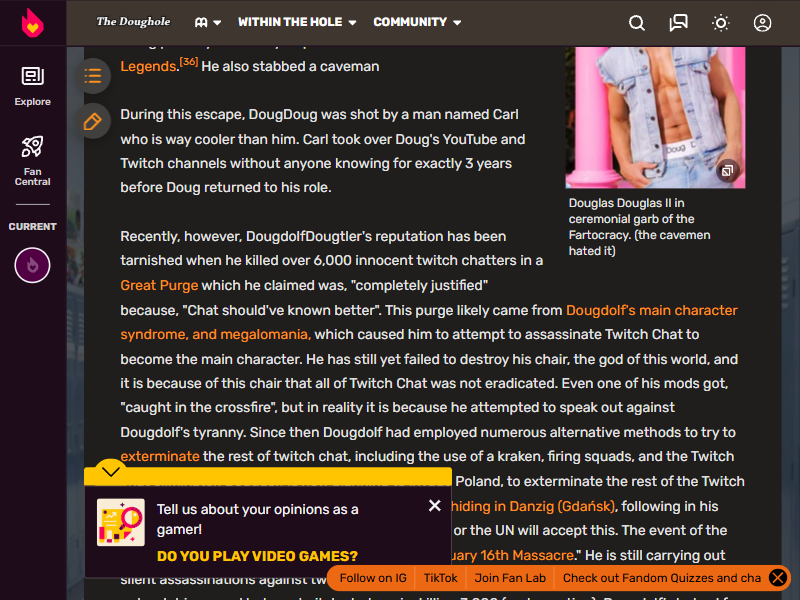 The Doughole
WITHIN THE HOLE
COMMUNITY
Explore
Fan
Central
CURRENT
Legends.[36] He also stabbed a caveman
During this escape, DougDoug was shot by a man named Carl
who is way cooler than him. Carl took over Doug's YouTube and
Twitch channels without anyone knowing for exactly 3 years
before Doug returned to his role.
Doug
Douglas Douglas II in
ceremonial garb of the
Fartocracy. (the cavemen
hated it)
Recently, however, DougdolfDougtler's reputation has been
tarnished when he killed over 6,000 innocent twitch chatters in a
Great Purge which he claimed was, "completely justified"
because, "Chat should've known better". This purge likely came from Dougdolf's main character
syndrome, and megalomania, which caused him to attempt to assassinate Twitch Chat to
become the main character. He has still yet failed to destroy his chair, the god of this world, and
it is because of this chair that all of Twitch Chat was not eradicated. Even one of his mods got,
"caught in the crossfire", but in reality it is because he attempted to speak out against
Dougdolf's tyranny. Since then Dougdolf had employed numerous alternative methods to try to
exterminate the rest of twitch chat, including the use of a kraken, firing squads, and the Twitch
Poland, to exterminate the rest of the Twitch
hiding in Danzig (Gdańsk), following in his
or the UN will accept this. The event of the
uary 16th Massacre." He is still carrying out
silent assassinations against tw
Tell us about your opinions as a
gamer!
DO YOU PLAY VIDEO GAMES?
Follow on IG
TikTok
Join Fan Lab
Check out Fandom Quizzes and cha